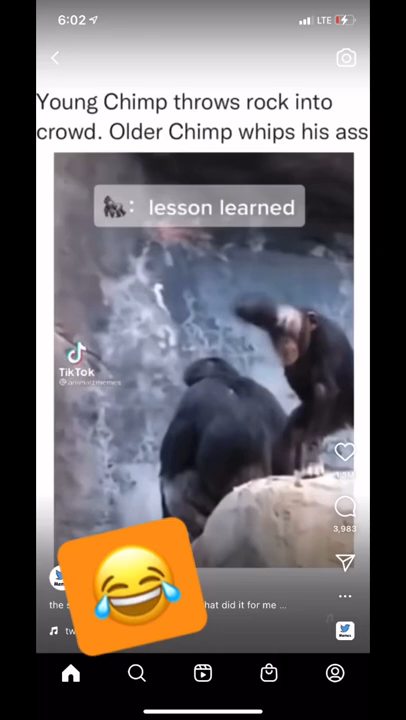 6:02
LTE
Young Chimp throws rock into
crowd. Older Chimp whips his ass
: lesson learned
TikTok
3,983
hat did it for me ...